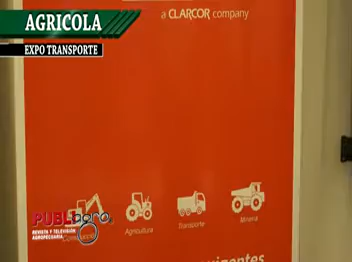 AGRICOLA
a CLARCOR company
EXPO TRANSPORTE
PUBLIagro
REVISTA Y TELEVISIÓN
AGROPECUARIA
Agricultura
Transporte
Minería